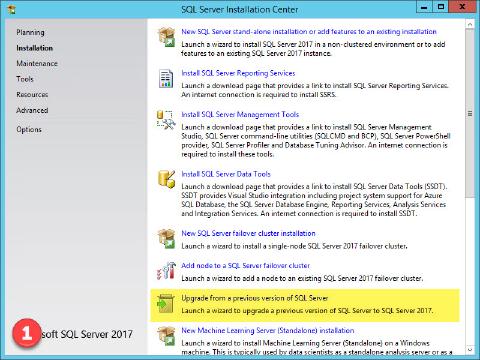 SQL Server Installation Center
Planning
Installation
Maintenance
Tools
Resources
Advanced
Options
New SQL Server stand-alone installation or add features to an existing installation
Launch a wizard to install SQL Server 2017 in a non-clustered environment or to add
features to an existing SQL Server 2017 instance.
Install SQL Server Reporting Services
Launch a download page that provides a link to install SQL Server Reporting Services.
An internet connection is required to install SSRS.
Install SQL Server Management Tools
Launch a download page that provides a link to install SQL Server Management
Studio, SQL Server command-line utilities (SQLCMD and BCP), SQL Server PowerShell
provider, SQL Server Profiler and Database Tuning Advisor. An internet connection is
required to install these tools.
Install SQL Server Data Tools
Launch a download page that provides a link to install SQL Server Data Tools (SSDT).
SSDT provides Visual Studio integration including project system support for Azure
SQL Database, the SQL Server Database Engine, Reporting Services, Analysis Services
and Integration Services. An internet connection is required to install SSDT.
New SQL Server failover cluster installation
Launch a wizard to install a single-node SQL Server 2017 failover cluster.
Add node to a SQL Server failover cluster
Launch a wizard to add a node to an existing SQL Server 2017 failover cluster.
Upgrade from a previous version of SQL Server
Launch a wizard to upgrade a previous version of SQL Server to SQL Server 2017.
New Machine Learning Server (Standalone) installation
Launch a wizard to install Machine Learning Server (Standalone) on a Windows
machine. This is typically used by data scientists as a standalone analysis server or as a
1
soft SQL Server 2017